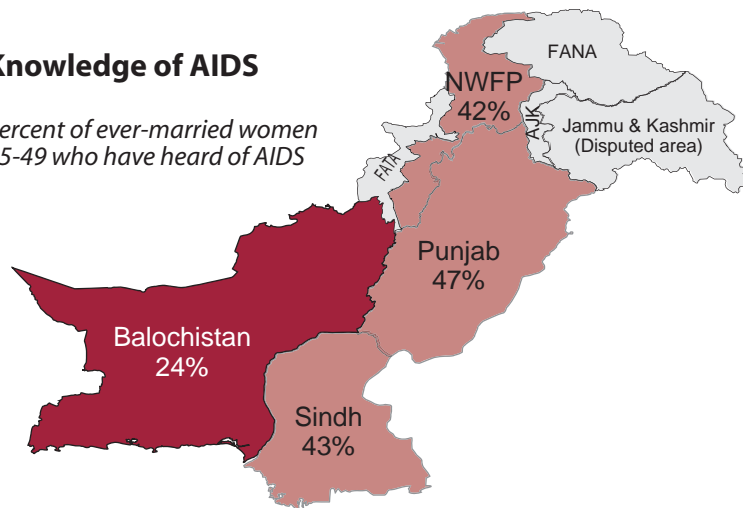 Knowledge of AIDS
ercent of ever-married women
5-49 who have heard of AIDS
FANA
NWFP
42%
AJK
Jammu & Kashmir
(Disputed area)
FATA
Punjab
47%
Balochistan
24%
Sindh
43%